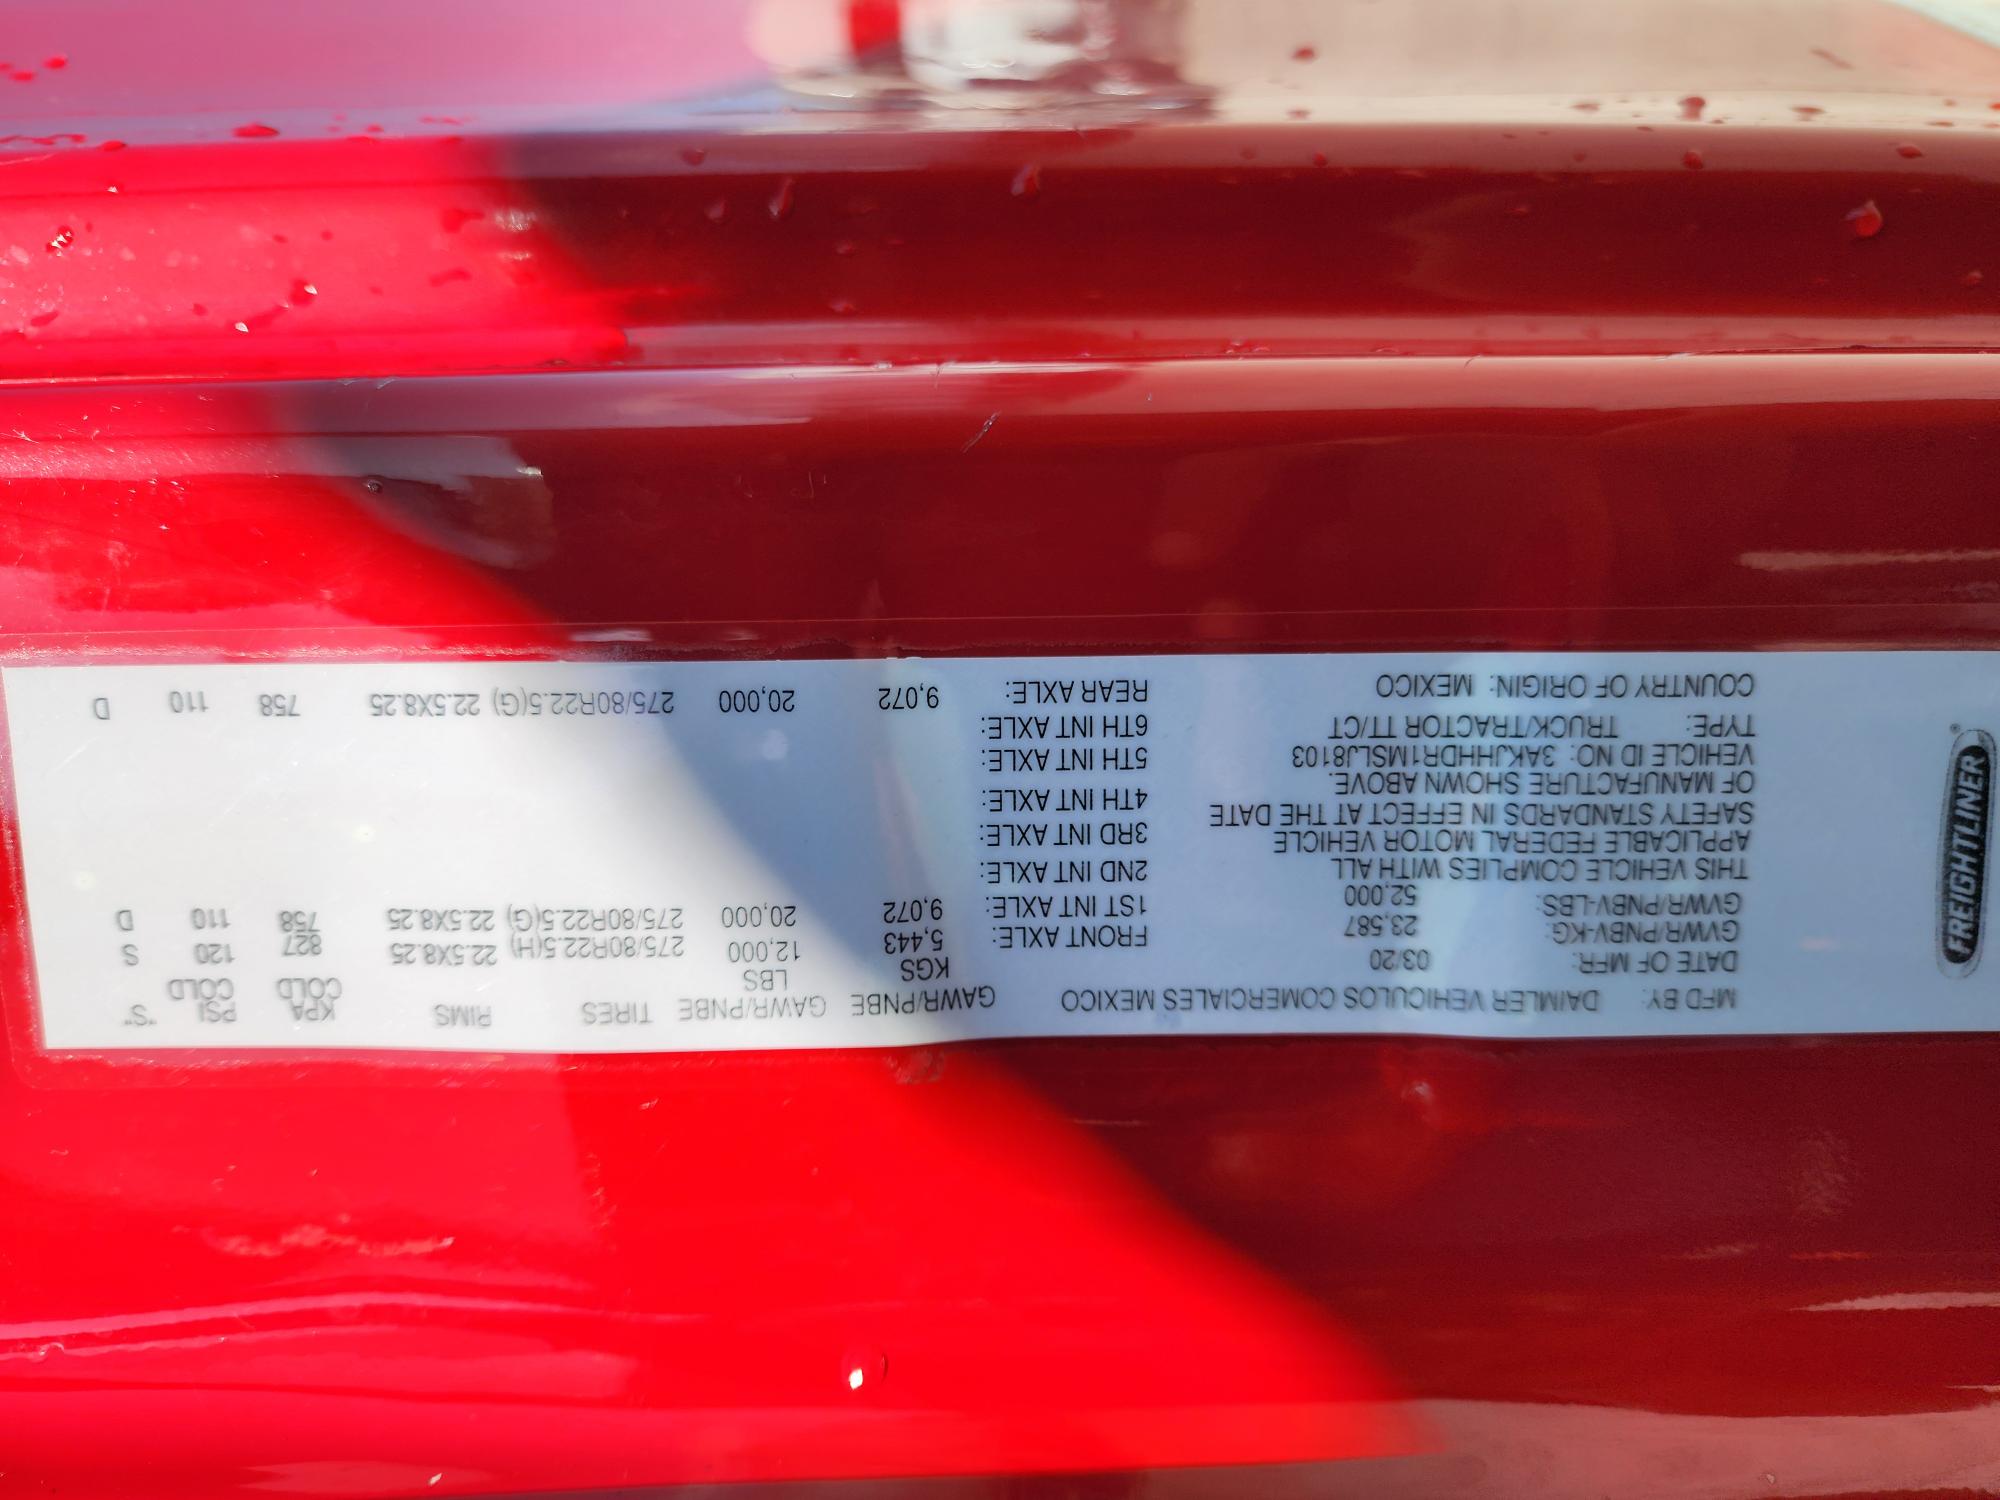 FREIGHTLINER
MFD BY: DAIMLER VEHICULOS COMERCIALES MEXICO
DATE OF MFR: 03/20
GVWR/PNBV-KG: 23,587
GVWR/PNBV-LBS: 52,000
THIS VEHICLE COMPLIES WITH ALL
APPLICABLE FEDERAL MOTOR VEHICLE
SAFETY STANDARDS IN EFFECT AT THE DATE
OF MANUFACTURE SHOWN ABOVE.
VEHICLE ID NO: 3AKJHHDR1MSLJ8103
TYPE: TRUCK/TRACTOR TT/CT
COUNTRY OF ORIGIN: MEXICO
GAWR/PNBE GAWR/PNBE TIRES RIMS KPA PSI "S"
KGS LBS COLD COLD
FRONT AXLE: 5,443 12,000 275/80R22.5(H) 22.5X8.25 827 120 S
1ST INT AXLE: 9,072 20,000 275/80R22.5(G) 22.5X8.25 758 110 D
2ND INT AXLE:
3RD INT AXLE:
4TH INT AXLE:
5TH INT AXLE:
6TH INT AXLE:
REAR AXLE: 9,072 20,000 275/80R22.5(G) 22.5X8.25 758 110 D